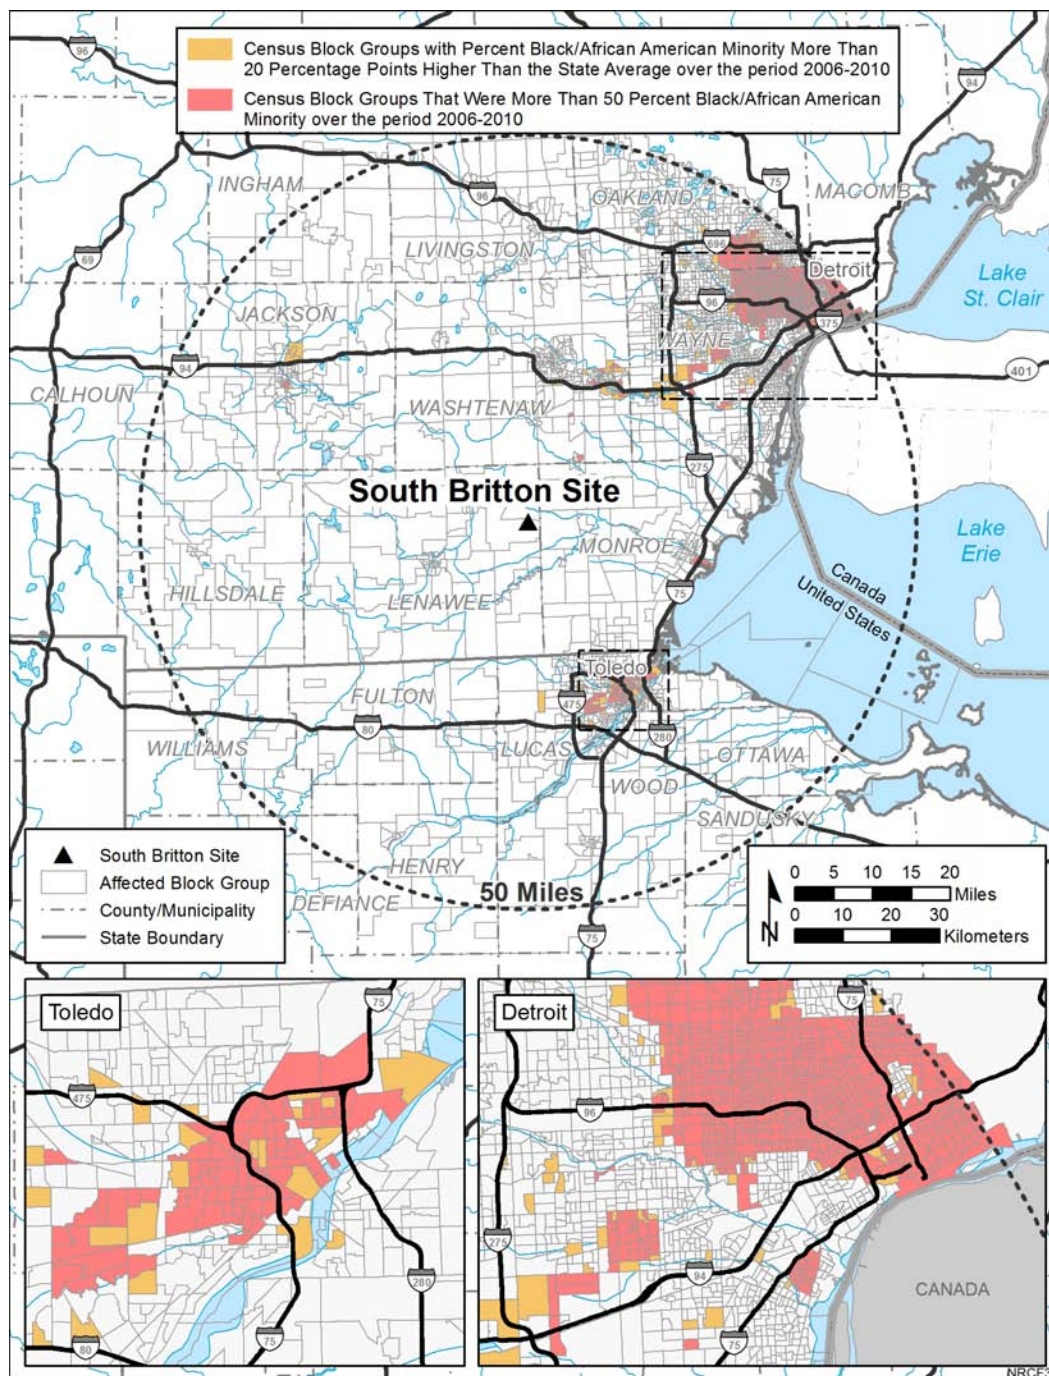 Census Block Groups with Percent Black/African American Minority More Than
20 Percentage Points Higher Than the State Average over the period 2006-2010
Census Block Groups That Were More Than 50 Percent Black/African American
Minority over the period 2006-2010
96
94
75
INGHAM
OAKLAND
MACOMB
96
69
LIVINGSTON
696
Detroit
Lake
St. Clair
JACKSON
96
375
WAYNE
94
401
CALHOUN
WASHTENAW
275
South Britton Site
Lake
Erie
MONROE
Canada
United States
HILLSDALE
LENAWEE
75
Toledo
FULTON
475
80
WILLIAMS
LUCAS
280
OTTAWA
WOOD
SANDUSKY
HENRY
50 Miles
DEFIANCE
75
South Britton Site
Affected Block Group
County/Municipality
State Boundary
0 5 10 15 20
Miles
0 10 20 30
Kilometers
N
Toledo
75
475
280
75
80
Detroit
75
96
275
94
75
CANADA